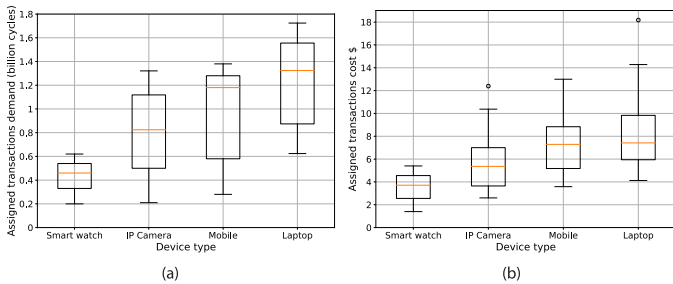 Assigned transactions demand (billion cycles)
1.8
1.6
1.4
1.2
1
0.8
0.6
0.4
0.2
0
Smart watch IP Camera Mobile Laptop
Device type
(a)
Assigned transactions cost $
18
16
14
12
10
8
6
4
2
0
Smart watch IP Camera Mobile Laptop
Device type
(b)